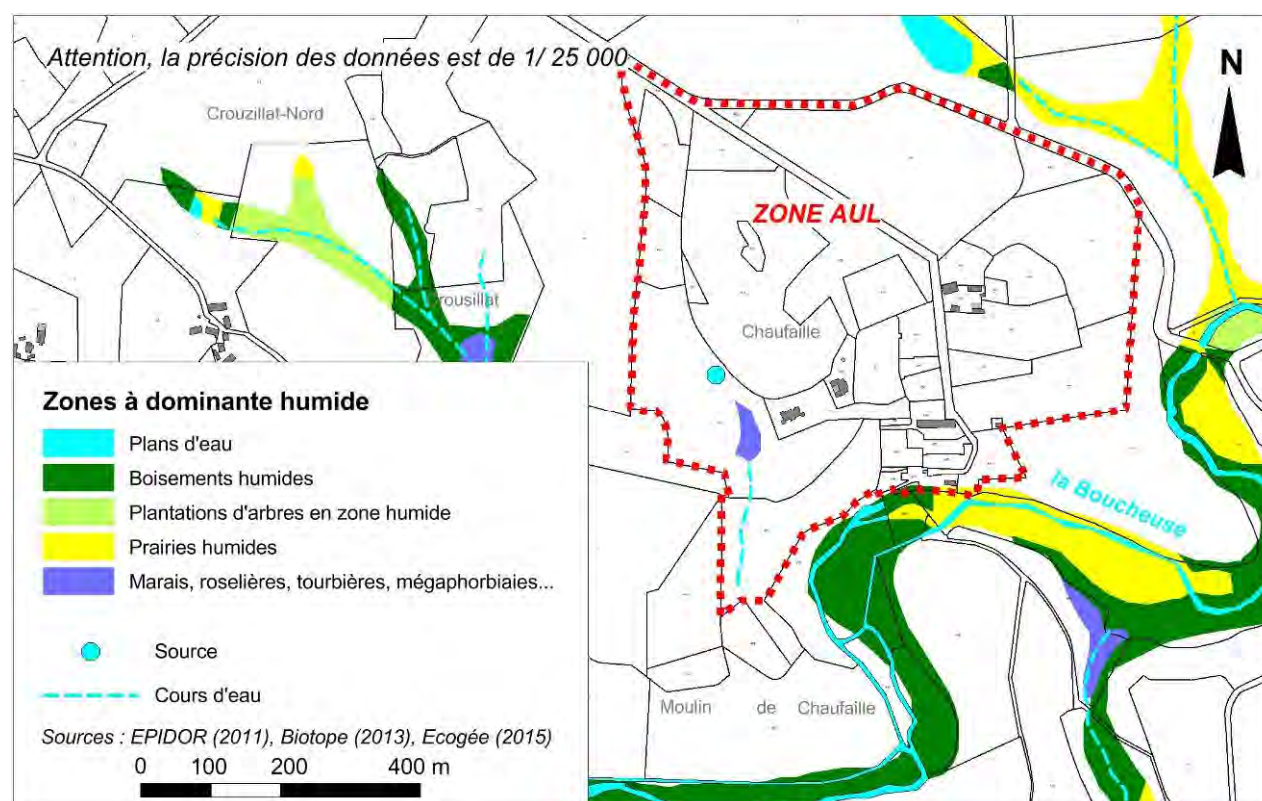 Attention, la précision des données est de 1/ 25 000
N
Crouzillat-Nord
ZONE AUL
Chaufaille
la Boucheuse
Moulin de Chaufaille
Zones à dominante humide
Plans d'eau
Boisements humides
Plantations d'arbres en zone humide
Prairies humides
Marais, roselières, tourbières, mégaphorbiaies...
Source
Cours d'eau
Sources : EPIDOR (2011), Biotope (2013), Ecogée (2015)
0 100 200 400 m